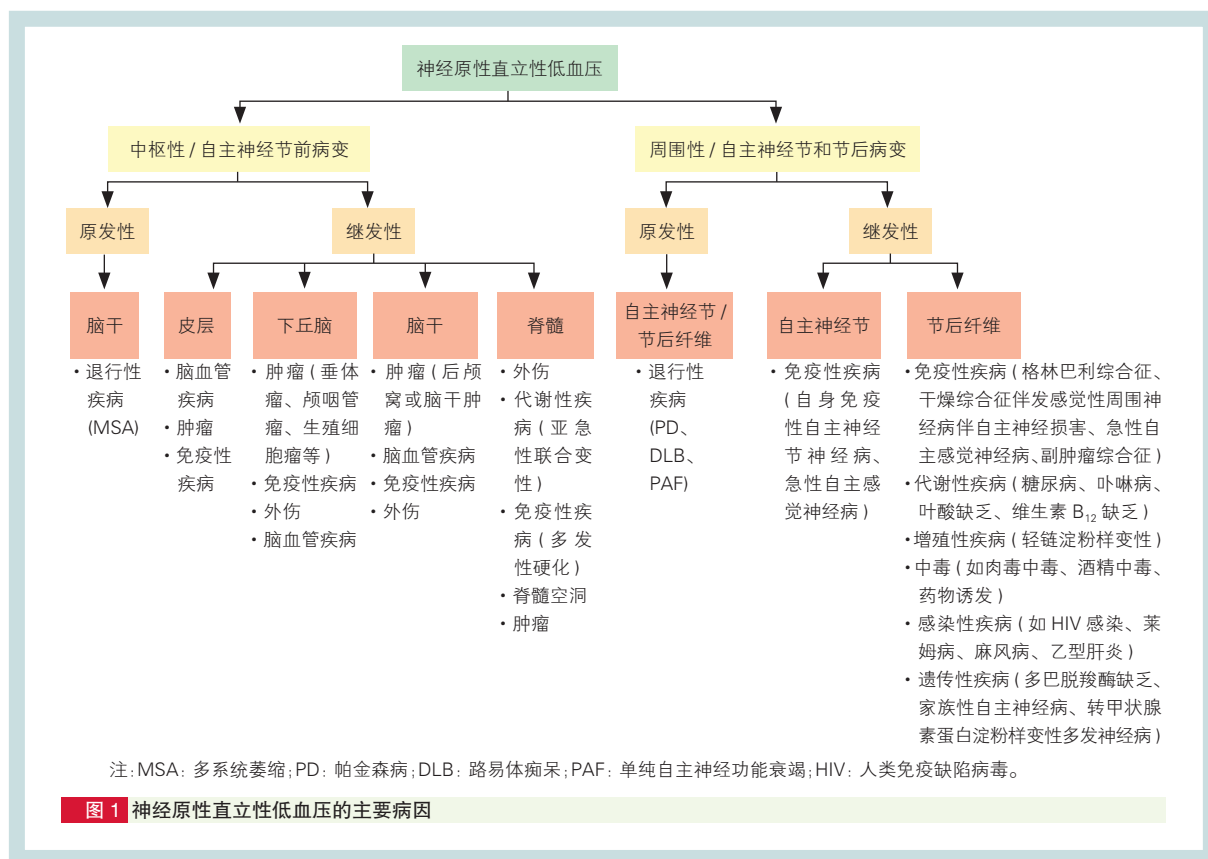 神经原性直立性低血压
中枢性/自主神经节前病变
周围性/自主神经节和节后病变
原发性
继发性
原发性
继发性
脑干
皮层
下丘脑
脑干
脊髓
自主神经节/
节后纤维
自主神经节
节后纤维
·退行性
疾病
(MSA)
·脑血管
疾病
·肿瘤
·免疫性
疾病
·肿瘤(垂体
瘤、颅咽管
瘤、生殖细
胞瘤等)
·免疫性疾病
·外伤
·脑血管疾病
·肿瘤(后颅
窝或脑干肿
瘤)
·脑血管疾病
·免疫性疾病
·外伤
·外伤
·代谢性疾
病(亚急
性联合变
性)
·免疫性疾
病(多发
性硬化)
·脊髓空洞
·肿瘤
·退行性
疾病
(PD、
DLB、
PAF)
·免疫性疾病
(自身免疫
性自主神经
节神经病、
急性自主感
觉神经病)
·免疫性疾病(格林巴利综合征、
干燥综合征伴发感觉性周围神
经病伴自主神经损害、急性自
主感觉神经病、副肿瘤综合征)
·代谢性疾病(糖尿病、卟啉病、
叶酸缺乏、维生素 B₁₂ 缺乏)
·增殖性疾病(轻链淀粉样变性)
·中毒(如肉毒中毒、酒精中毒、
药物诱发)
·感染性疾病(如 HIV 感染、莱
姆病、麻风病、乙型肝炎)
·遗传性疾病(多巴脱羧酶缺乏、
家族性自主神经病、转甲状腺
素蛋白淀粉样变性多发神经病)
注:MSA: 多系统萎缩;PD: 帕金森病;DLB: 路易体痴呆;PAF: 单纯自主神经功能衰竭;HIV: 人类免疫缺陷病毒。
图 1 神经原性直立性低血压的主要病因